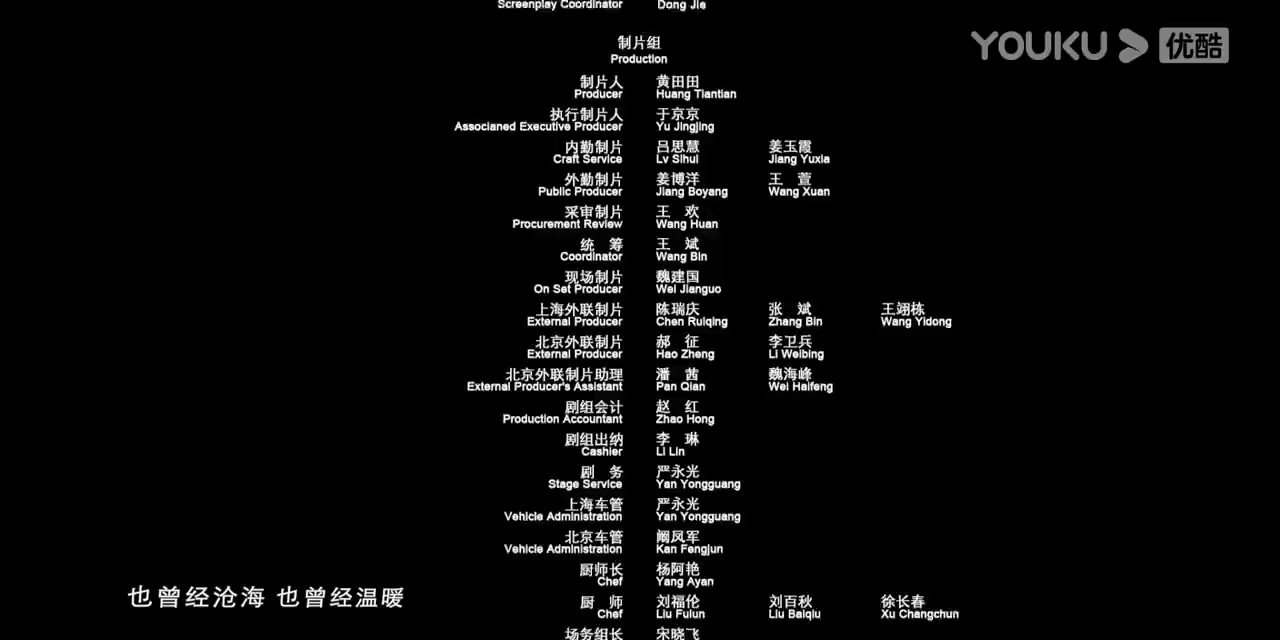 Screenplay Coordinator Dong Jie
YOUKU 优酷
制片组
Production
制片人 黄田田
Producer Huang Tiantian
执行制片人 于京京
Associaned Executive Producer Yu Jingjing
内勤制片 吕思慧 姜玉霞
Craft Service Lv Sihui Jiang Yuxia
外勤制片 姜博洋 王 萱
Public Producer Jiang Boyang Wang Xuan
采审制片 王 欢
Procurement Review Wang Huan
统 筹 王 斌
Coordinator Wang Bin
现场制片 魏建国
On Set Producer Wei Jianguo
上海外联制片 陈瑞庆 张 斌 王翊栋
External Producer Chen Ruiqing Zhang Bin Wang Yidong
北京外联制片 郝 征 李卫兵
External Producer Hao Zheng Li Weibing
北京外联制片助理 潘 茜 魏海峰
External Producer's Assistant Pan Qian Wei Haifeng
剧组会计 赵 红
Production Accountant Zhao Hong
剧组出纳 李 琳
Cashier Li Lin
剧 务 严永光
Stage Service Yan Yongguang
上海车管 严永光
Vehicle Administration Yan Yongguang
北京车管 阚凤军
Vehicle Administration Kan Fengjun
厨师长 杨阿艳
Chef Yang Ayan
厨 师 刘福伦 刘百秋 徐长春
Chef Liu Fulun Liu Baiqiu Xu Changchun
也曾经沧海 也曾经温暖
场务组长 宋晓飞